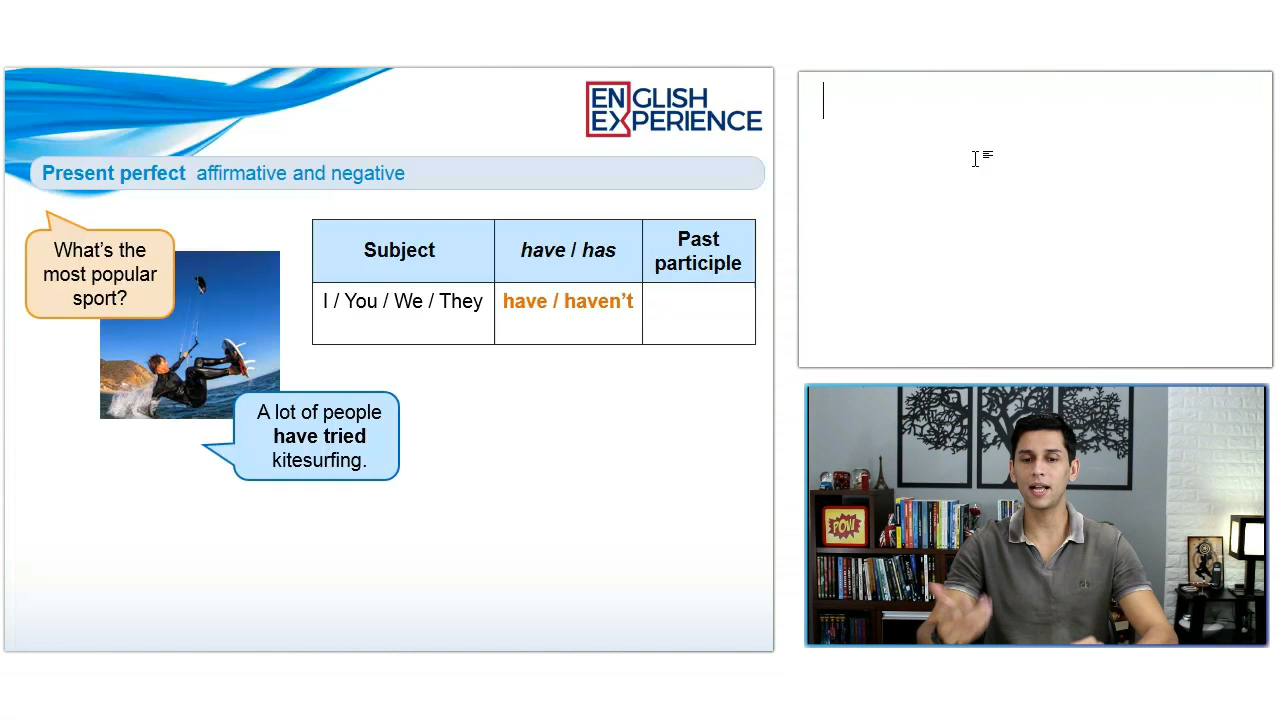 ENGLISH
EXPERIENCE
Present perfect affirmative and negative
What's the
most popular
sport?
Subject
have / has
Past
participle
I / You / We / They
have / haven't
A lot of people
have tried
kitesurfing.
POW